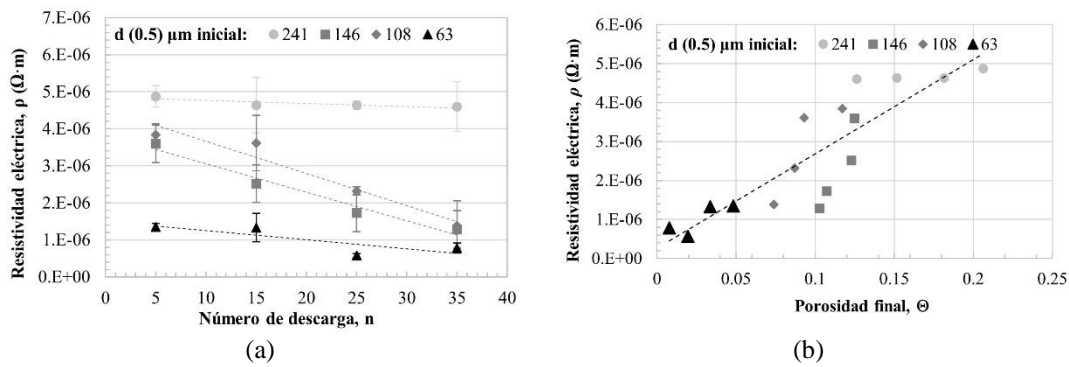 7.E-06
6.E-06
5.E-06
4.E-06
3.E-06
2.E-06
1.E-06
0.E+00
Resistividad eléctrica, ρ (Ω·m)
d (0.5) µm inicial: 241 146 108 63
0 5 10 15 20 25 30 35 40
Número de descarga, n
(a)
6.E-06
5.E-06
4.E-06
3.E-06
2.E-06
1.E-06
0.E+00
Resistividad eléctrica, ρ (Ω·m)
d (0.5) µm inicial: 241 146 108 63
0 0.05 0.1 0.15 0.2 0.25
Porosidad final, Θ
(b)